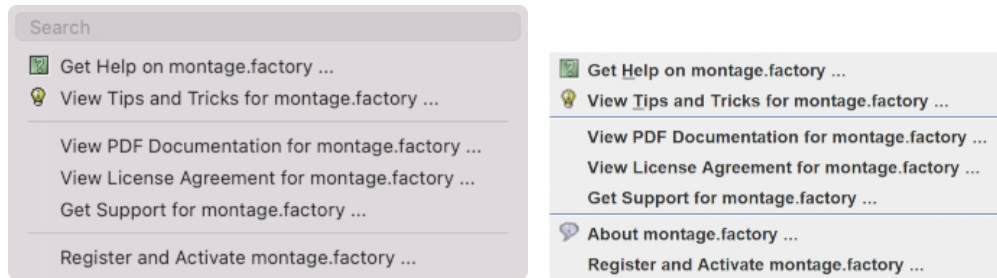 Search
Get Help on montage.factory ...
View Tips and Tricks for montage.factory ...
View PDF Documentation for montage.factory ...
View License Agreement for montage.factory ...
Get Support for montage.factory ...
Register and Activate montage.factory ...
Get Help on montage.factory ...
View Tips and Tricks for montage.factory ...
View PDF Documentation for montage.factory ...
View License Agreement for montage.factory ...
Get Support for montage.factory ...
About montage.factory ...
Register and Activate montage.factory ...